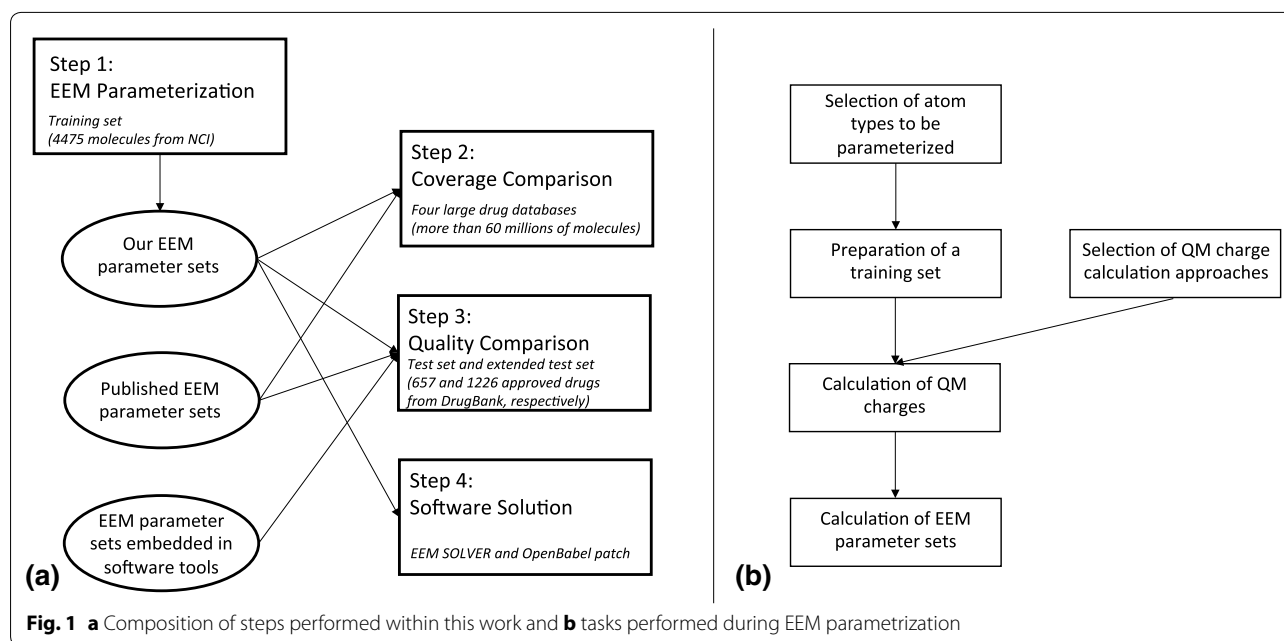 Step 1:
EEM Parameterization
Training set
(4475 molecules from NCI)
Our EEM
parameter sets
Published EEM
parameter sets
EEM parameter
sets embedded in
software tools
Step 2:
Coverage Comparison
Four large drug databases
(more than 60 millions of molecules)
Step 3:
Quality Comparison
Test set and extended test set
(657 and 1226 approved drugs
from DrugBank, respectively)
Step 4:
Software Solution
EEM SOLVER and OpenBabel patch
(a)
Selection of atom
types to be
parameterized
Preparation of a
training set
Selection of QM charge
calculation approaches
Calculation of QM
charges
Calculation of EEM
parameter sets
(b)
Fig. 1 a Composition of steps performed within this work and b tasks performed during EEM parametrization